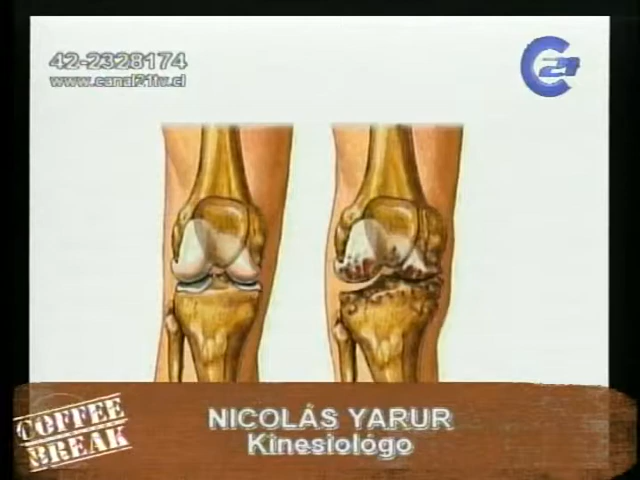 42-2328174
www.canal21tv.cl
C 21
COFFEE
BREAK
NICOLÁS YARUR
Kinesiológo